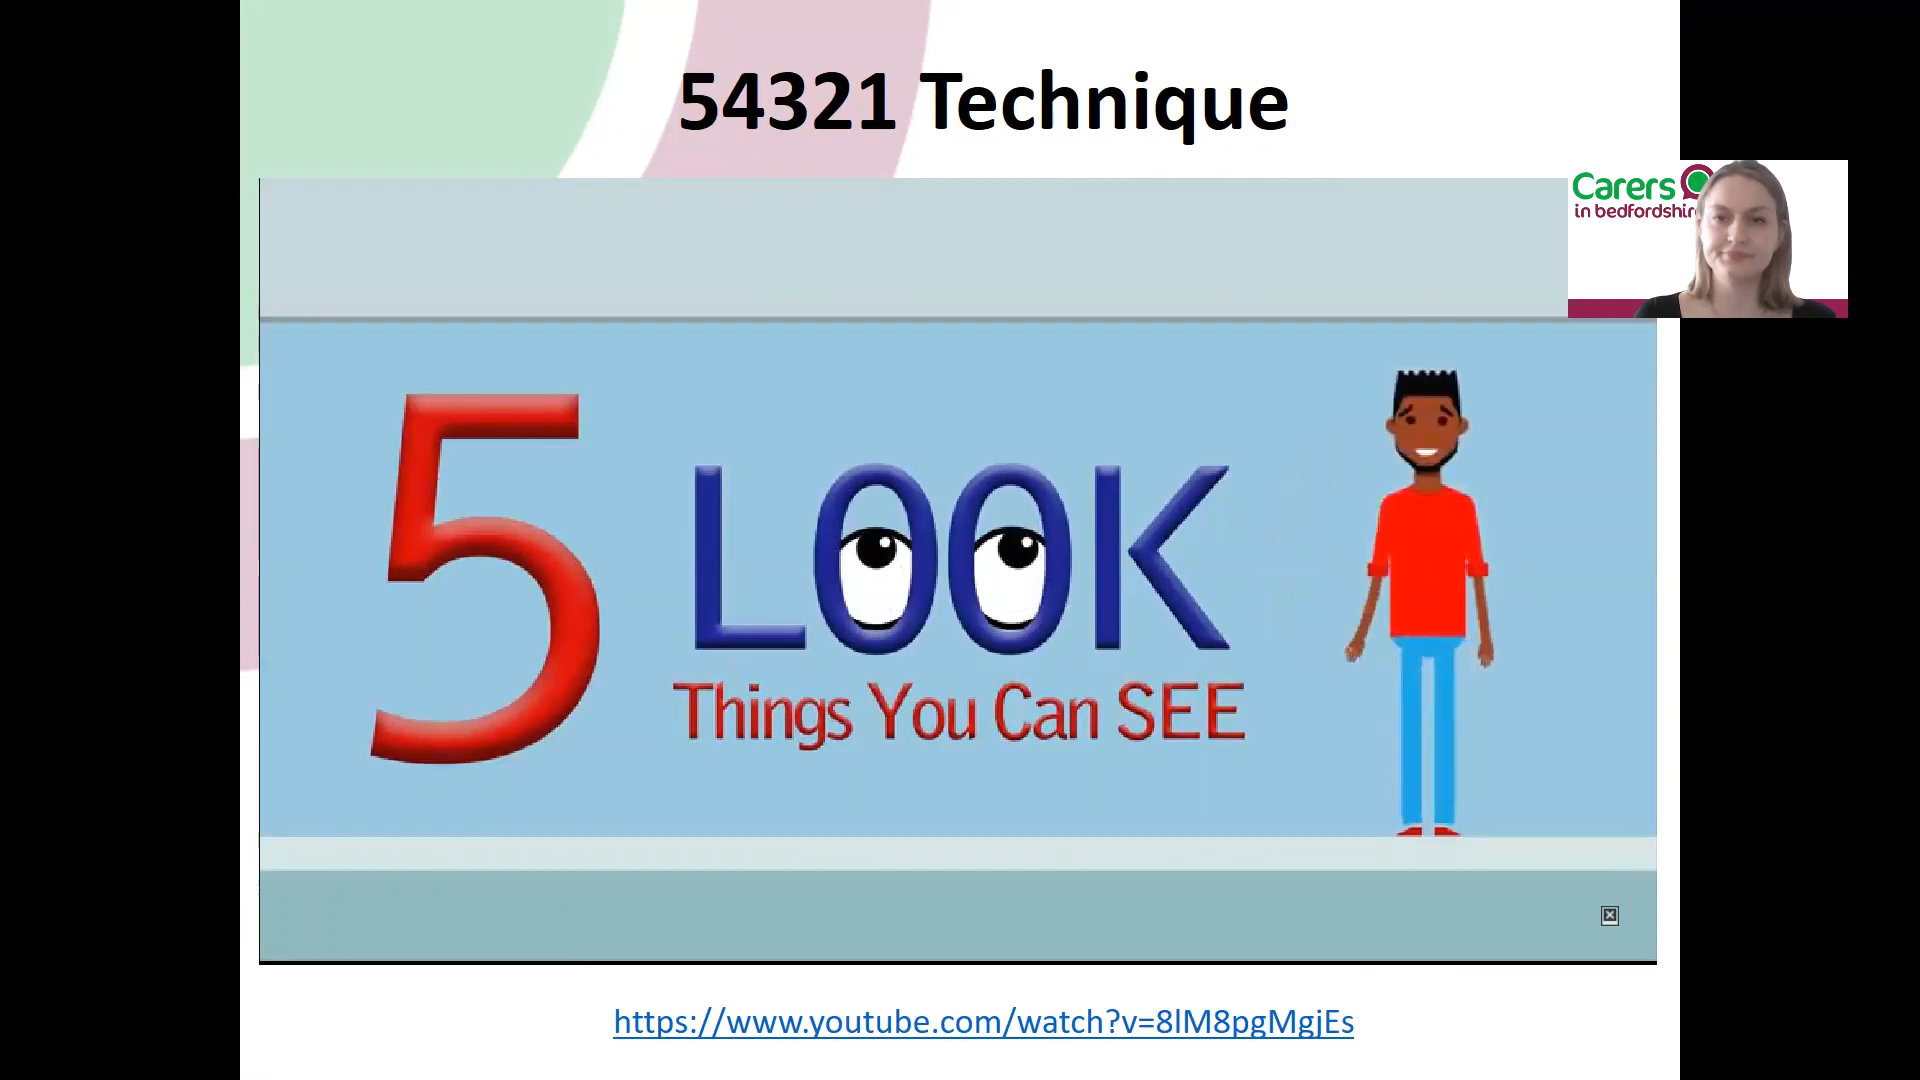 54321 Technique
Carers
in bedfordshir
5
LOOK
Things You Can SEE
https://www.youtube.com/watch?v=8lM8pgMgjEs